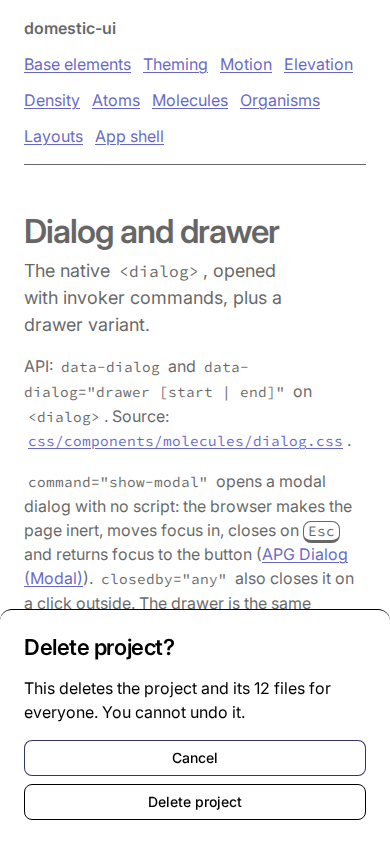 domestic-ui
Base elements Theming Motion Elevation
Density Atoms Molecules Organisms
Layouts App shell
Dialog and drawer
The native <dialog>, opened
with invoker commands, plus a
drawer variant.
API: data-dialog and data-
dialog="drawer [start | end]" on
<dialog>. Source:
css/components/molecules/dialog.css.
command="show-modal" opens a modal
dialog with no script: the browser makes the
page inert, moves focus in, closes on Esc
and returns focus to the button (APG Dialog
(Modal)). closedby="any" also closes it on
a click outside. The drawer is the same
Delete project?
This deletes the project and its 12 files for
everyone. You cannot undo it.
Cancel
Delete project